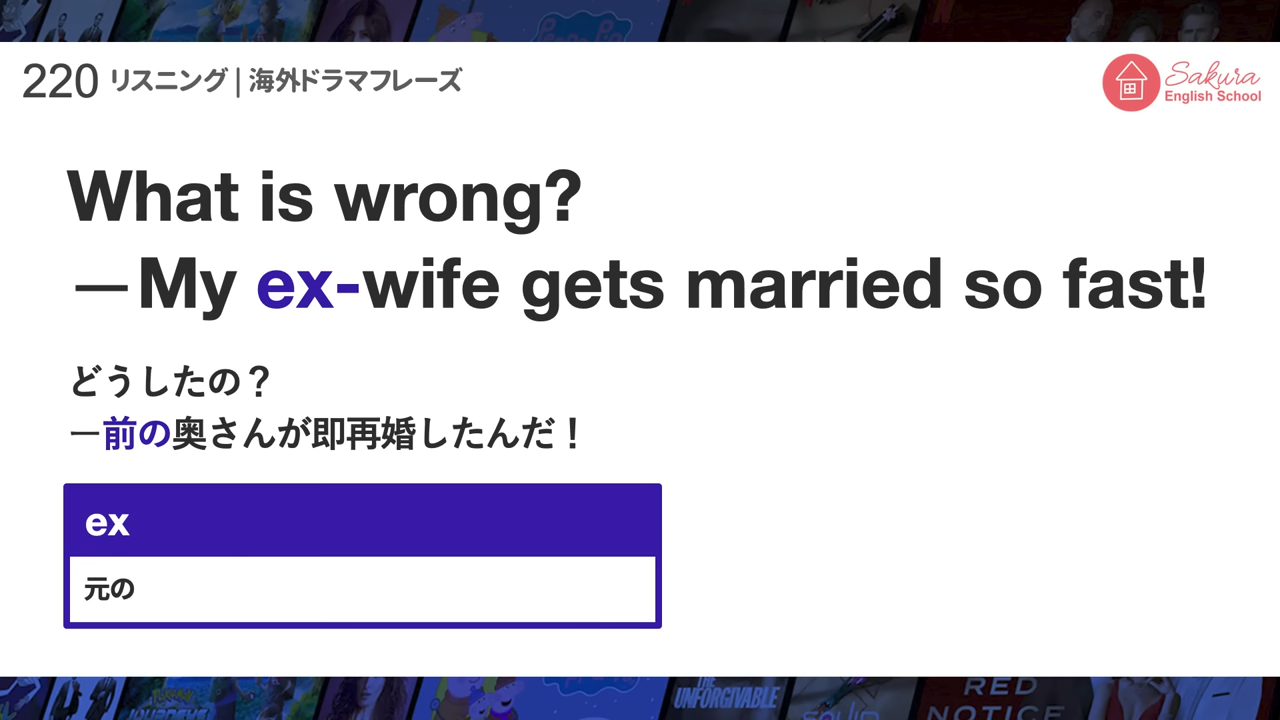 220 リスニング | 海外ドラマフレーズ
Sakura
English School
What is wrong?
—My ex-wife gets married so fast!
どうしたの？
—前の奥さんが即再婚したんだ！
ex
元の
THE
UNFORGIVABLE
RED
NOTICE